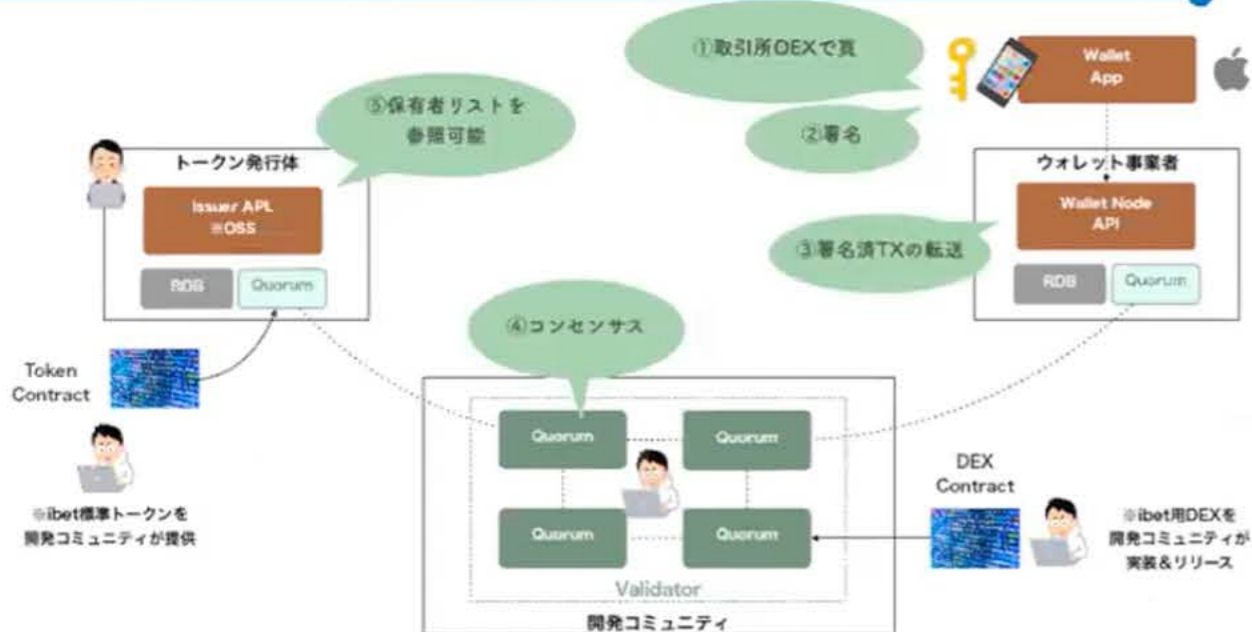 ①取引所DEXで買
②署名
Wallet
App
⑤保有者リストを
参照可能
トークン発行体
Issuer APL
※OSS
RDB
Quorum
ウォレット事業者
Wallet Node
API
③署名済TXの転送
RDB
Quorum
④コンセンサス
Token
Contract
※ibet標準トークンを
開発コミュニティが提供
Quorum
Quorum
Quorum
Quorum
Validator
開発コミュニティ
DEX
Contract
※ibet用DEXを
開発コミュニティが
実装&リリース